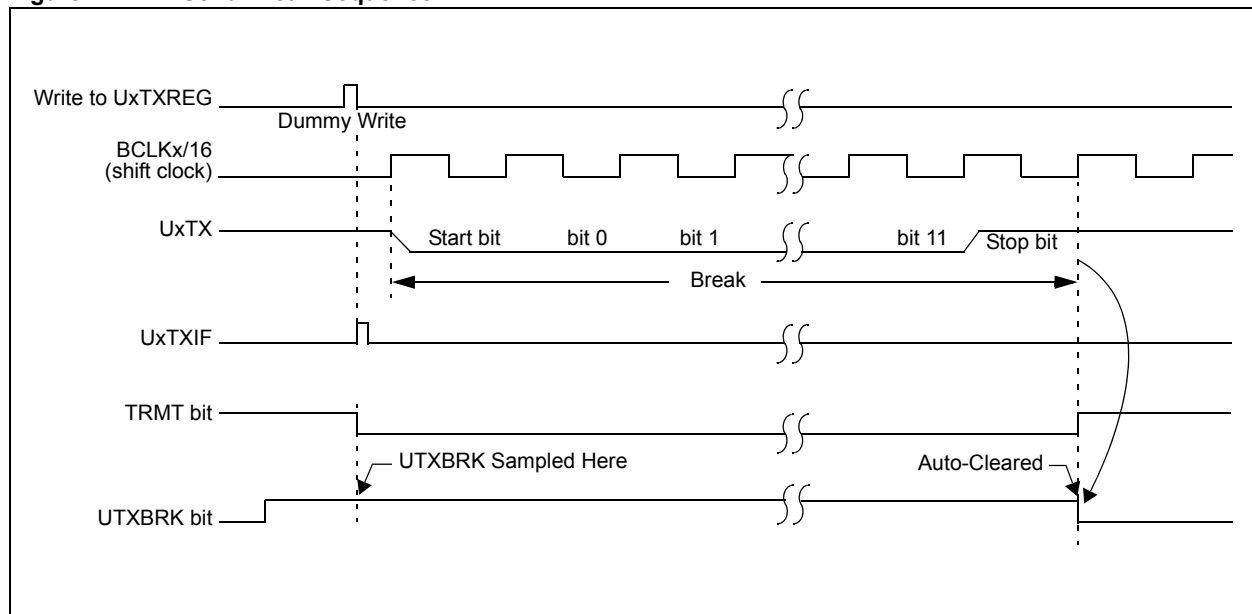 Write to UxTXREG
Dummy Write
BCLKx/16
(shift clock)
UxTX
Start bit bit 0 bit 1 bit 11 Stop bit
Break
UxTXIF
TRMT bit
UTXBRK Sampled Here Auto-Cleared
UTXBRK bit